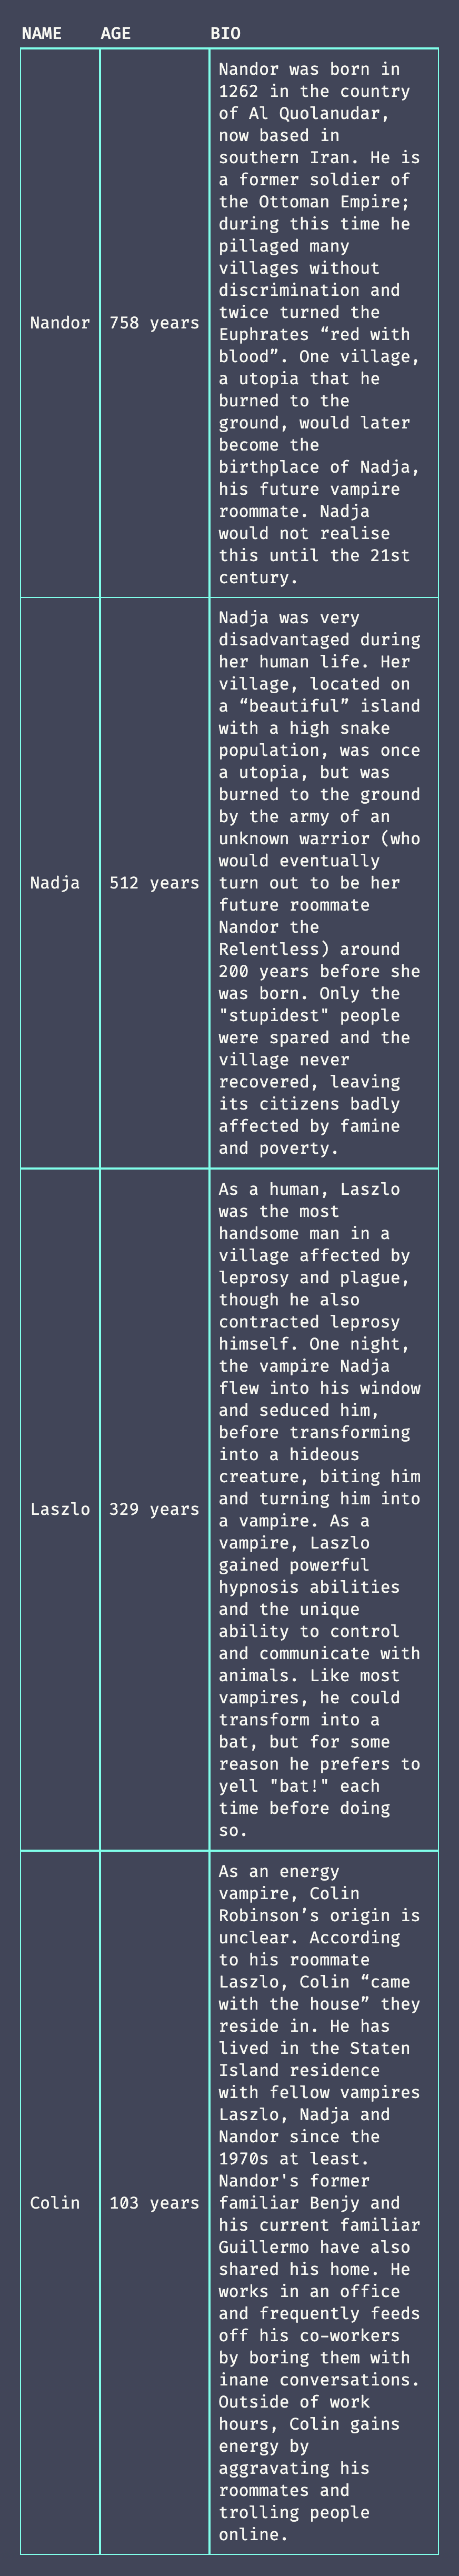 NAME AGE BIO
Nandor 758 years
Nandor was born in
1262 in the country
of Al Quolanudar,
now based in
southern Iran. He is
a former soldier of
the Ottoman Empire;
during this time he
pillaged many
villages without
discrimination and
twice turned the
Euphrates “red with
blood”. One village,
a utopia that he
burned to the
ground, would later
become the
birthplace of Nadja,
his future vampire
roommate. Nadja
would not realise
this until the 21st
century.
Nadja 512 years
Nadja was very
disadvantaged during
her human life. Her
village, located on
a “beautiful” island
with a high snake
population, was once
a utopia, but was
burned to the ground
by the army of an
unknown warrior (who
would eventually
turn out to be her
future roommate
Nandor the
Relentless) around
200 years before she
was born. Only the
"stupidest" people
were spared and the
village never
recovered, leaving
its citizens badly
affected by famine
and poverty.
Laszlo 329 years
As a human, Laszlo
was the most
handsome man in a
village affected by
leprosy and plague,
though he also
contracted leprosy
himself. One night,
the vampire Nadja
flew into his window
and seduced him,
before transforming
into a hideous
creature, biting him
and turning him into
a vampire. As a
vampire, Laszlo
gained powerful
hypnosis abilities
and the unique
ability to control
and communicate with
animals. Like most
vampires, he could
transform into a
bat, but for some
reason he prefers to
yell "bat!" each
time before doing
so.
Colin 103 years
As an energy
vampire, Colin
Robinson’s origin is
unclear. According
to his roommate
Laszlo, Colin “came
with the house” they
reside in. He has
lived in the Staten
Island residence
with fellow vampires
Laszlo, Nadja and
Nandor since the
1970s at least.
Nandor's former
familiar Benjy and
his current familiar
Guillermo have also
shared his home. He
works in an office
and frequently feeds
off his co-workers
by boring them with
inane conversations.
Outside of work
hours, Colin gains
energy by
aggravating his
roommates and
trolling people
online.